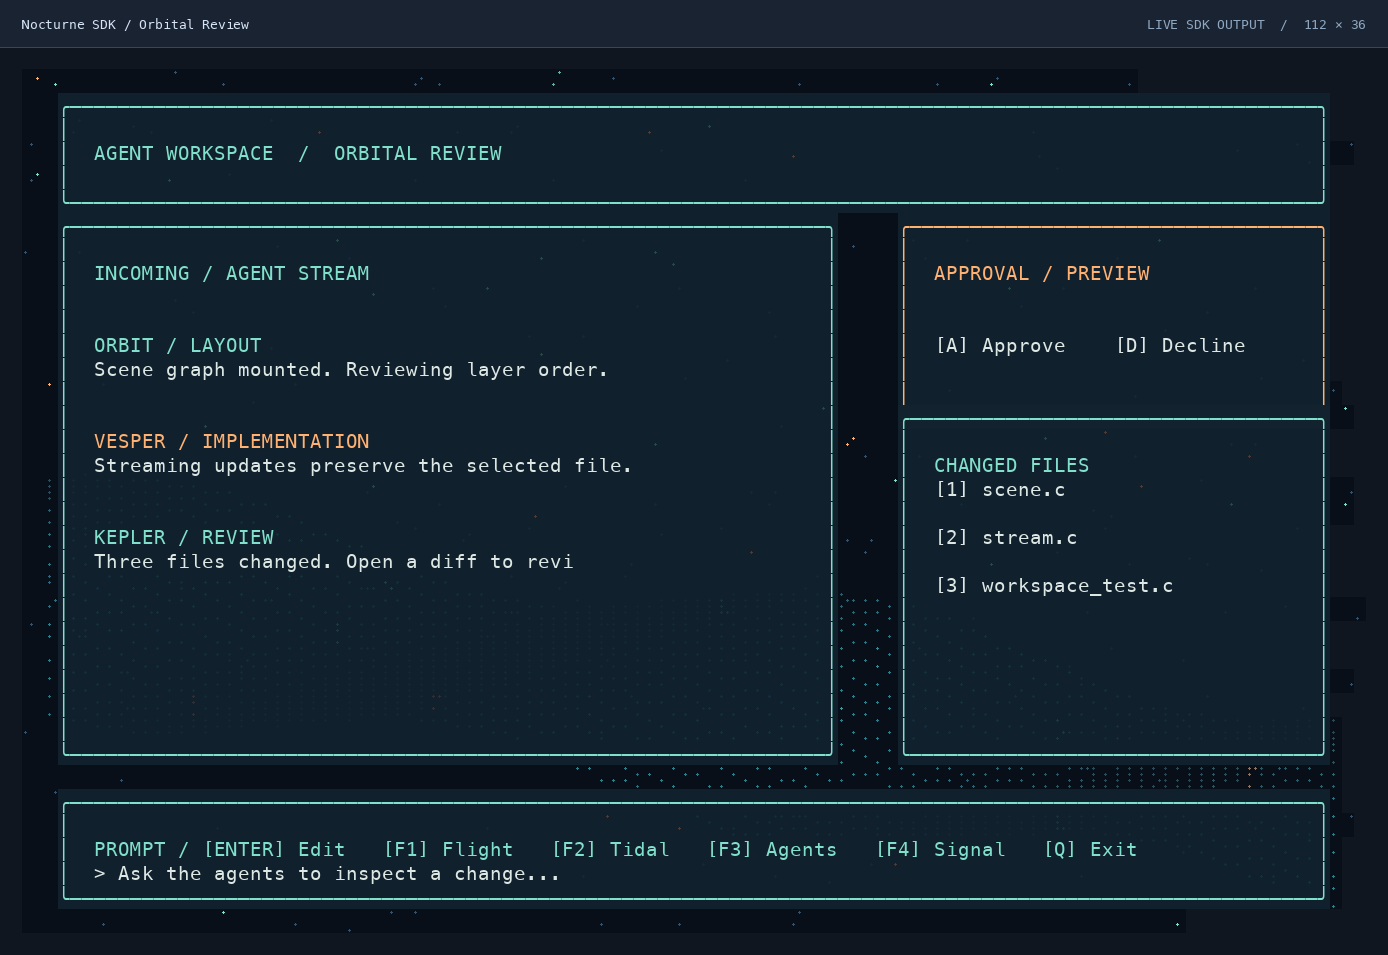 Nocturne SDK / Orbital Review
LIVE SDK OUTPUT / 112 × 36
AGENT WORKSPACE / ORBITAL REVIEW
INCOMING / AGENT STREAM
ORBIT / LAYOUT
Scene graph mounted. Reviewing layer order.
VESPER / IMPLEMENTATION
Streaming updates preserve the selected file.
KEPLER / REVIEW
Three files changed. Open a diff to revi
APPROVAL / PREVIEW
[A] Approve [D] Decline
CHANGED FILES
[1] scene.c
[2] stream.c
[3] workspace_test.c
PROMPT / [ENTER] Edit [F1] Flight [F2] Tidal [F3] Agents [F4] Signal [Q] Exit
> Ask the agents to inspect a change...